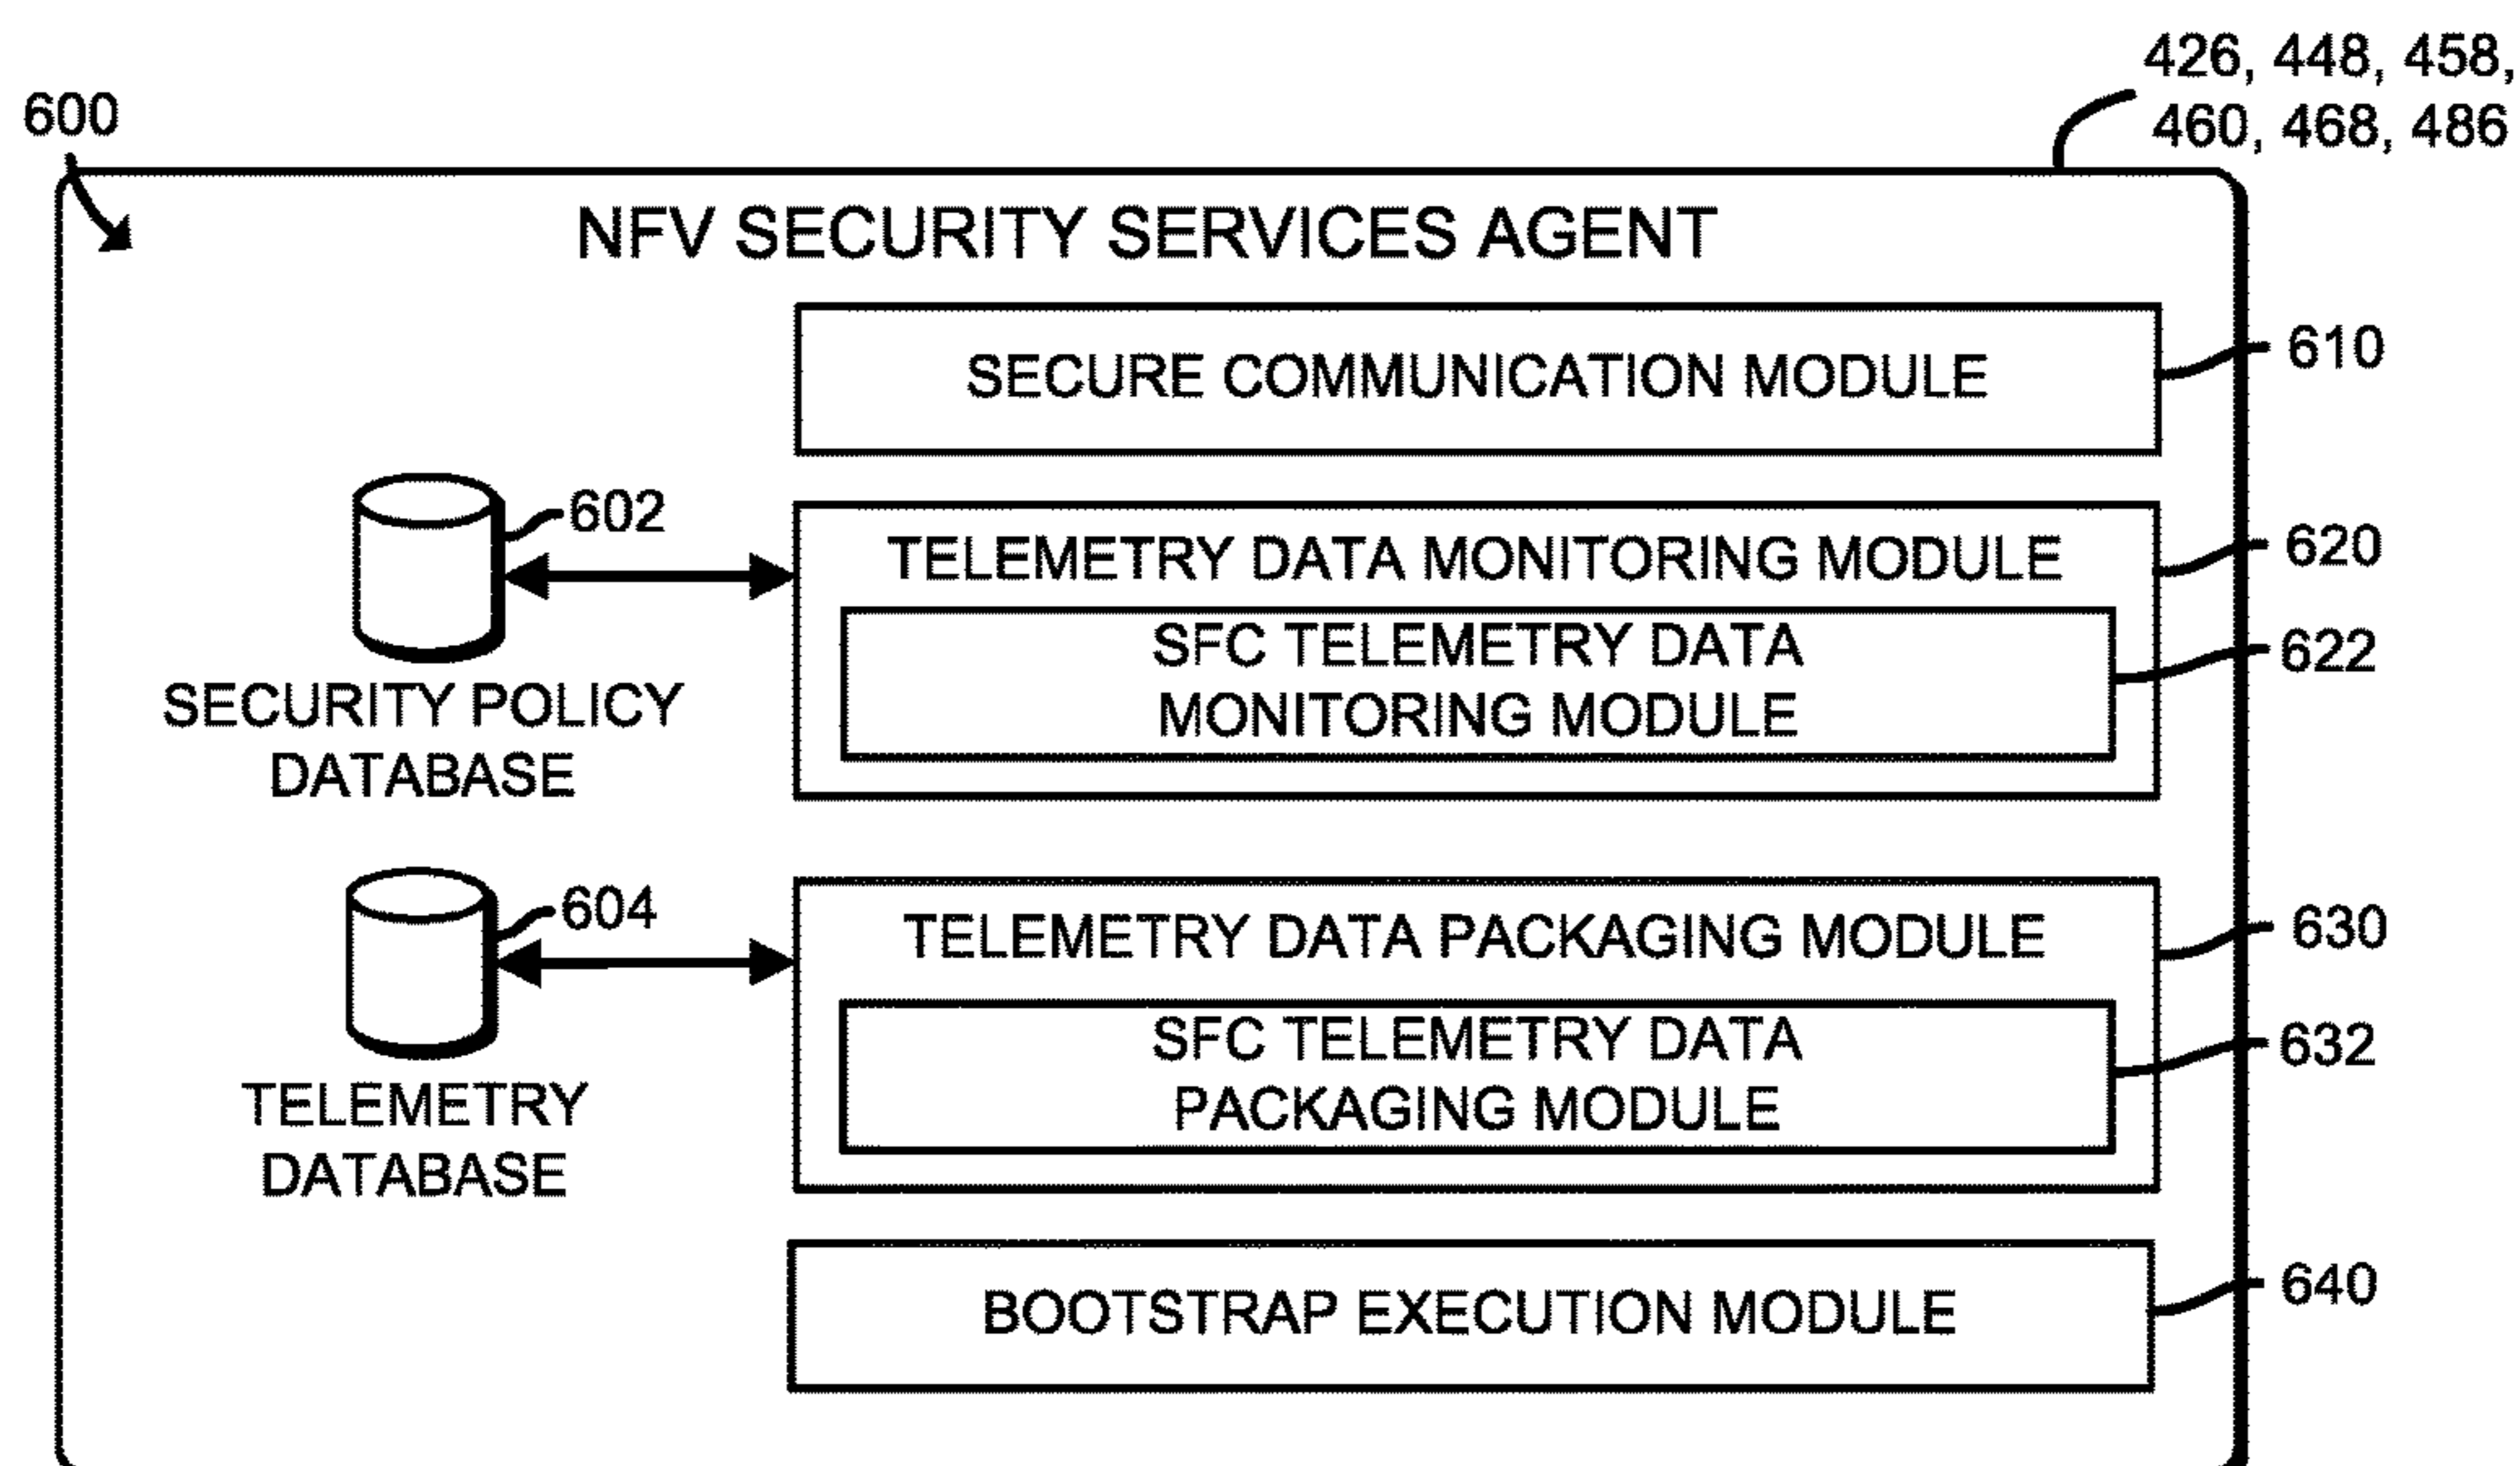 426, 448, 458,
460, 468, 486
600
NFV SECURITY SERVICES AGENT
SECURE COMMUNICATION MODULE
610
602
SECURITY POLICY
DATABASE
TELEMETRY DATA MONITORING MODULE
620
SFC TELEMETRY DATA
MONITORING MODULE
622
604
TELEMETRY
DATABASE
TELEMETRY DATA PACKAGING MODULE
630
SFC TELEMETRY DATA
PACKAGING MODULE
632
BOOTSTRAP EXECUTION MODULE
640